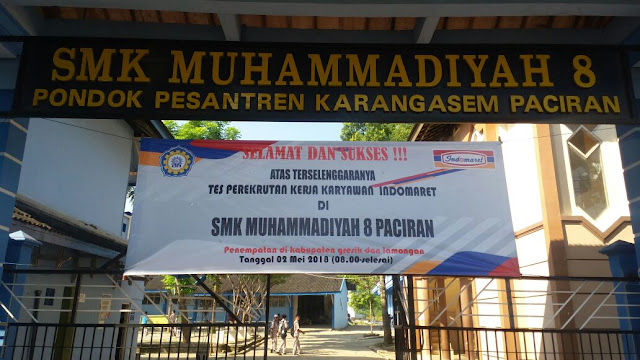 SMK MUHAMMADIYAH 8
PONDOK PESANTREN KARANGASEM PACIRAN
SELAMAT DAN SUKSES !!!
Indomaret
ATAS TERSELENGGARANYA
TES PEREKRUTAN KERJA KARYAWAN INDOMARET
DI
SMK MUHAMMADIYAH 8 PACIRAN
Penempatan di kabupaten gresik dan lamongan
Tanggal 02 Mei 2018 (08.00-selesai)